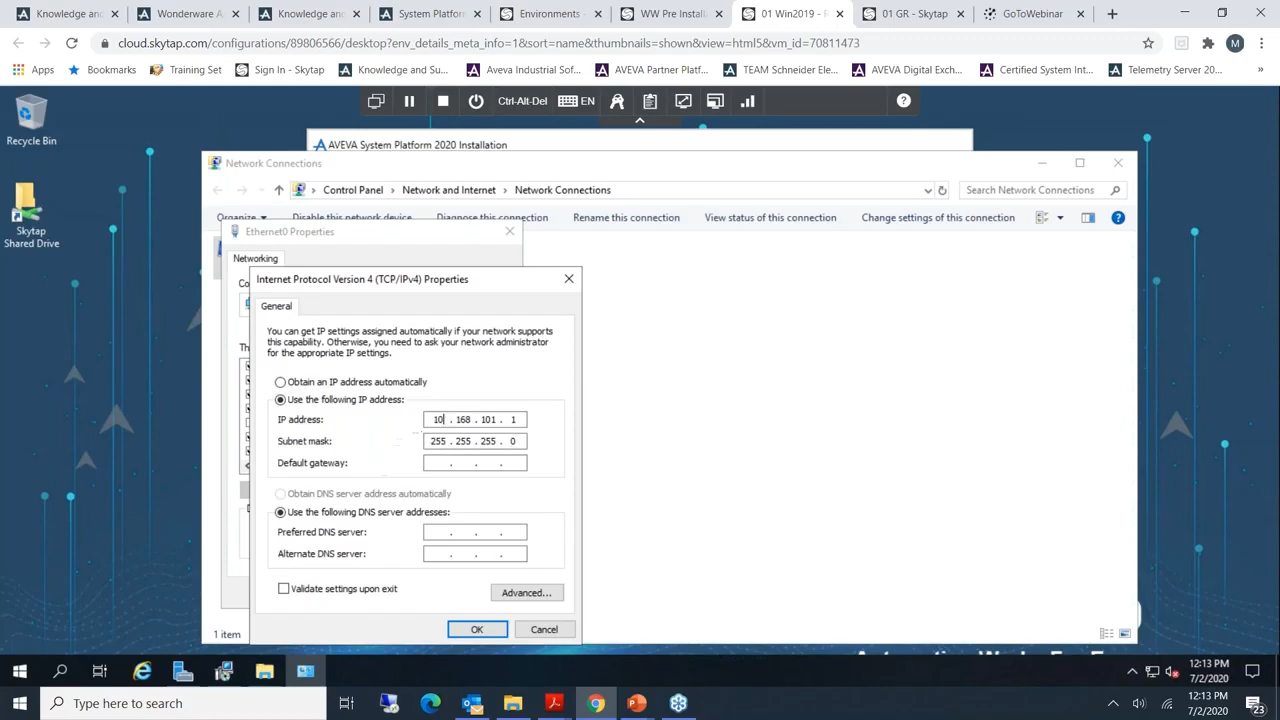 Knowledge and
Wonderware Ap
Knowledge and
System Platform
Environments -
WW Pre Install
01 Win2019 - R
01 GR - Skytap
GoToWebinar
cloud.skytap.com/configurations/89806566/desktop?env_details_meta_info=1&sort=name&thumbnails=shown&view=html5&vm_id=70811473
M
Apps
Bookmarks
Training Set
Sign In - Skytap
Knowledge and Su...
Aveva Industrial Sof...
AVEVA Partner Platf...
TEAM Schneider Ele...
AVEVA Digital Exch...
Certified System Int...
Telemetry Server 20...
»
Ctrl-Alt-Del
EN
Recycle Bin
Skytap
Shared Drive
AVEVA System Platform 2020 Installation
Network Connections
Control Panel > Network and Internet > Network Connections
Search Network Connections
Organize
Disable this network device
Diagnose this connection
Rename this connection
View status of this connection
Change settings of this connection
Ethernet0 Properties
Networking
Co
Th
Internet Protocol Version 4 (TCP/IPv4) Properties
General
You can get IP settings assigned automatically if your network supports
this capability. Otherwise, you need to ask your network administrator
for the appropriate IP settings.
Obtain an IP address automatically
Use the following IP address:
IP address: 10 . 168 . 101 . 1
Subnet mask: 255 . 255 . 255 . 0
Default gateway: . . .
Obtain DNS server address automatically
Use the following DNS server addresses:
Preferred DNS server: . . .
Alternate DNS server: . . .
Validate settings upon exit
Advanced...
OK
Cancel
1 item
12:13 PM
7/2/2020
Type here to search
12:13 PM
7/2/2020
23